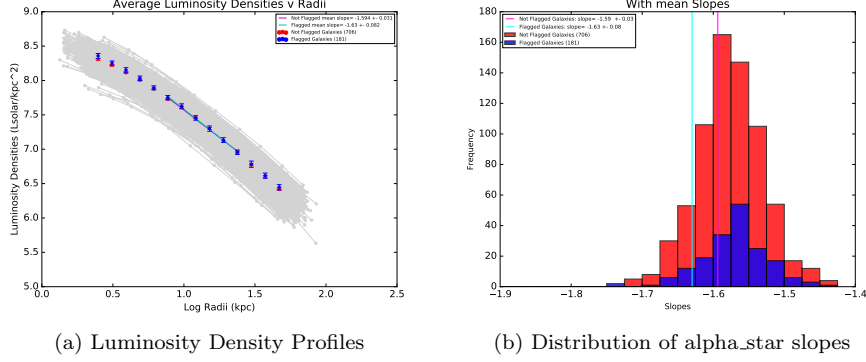 Average Luminosity Densities v Radii
Not Flagged mean slope= -1.594 +- 0.031
Flagged mean slope= -1.63 +- 0.082
Not Flagged Galaxies (706)
Flagged Galaxies (181)
Luminosity Densities (Lsolar/kpc^2)
9.0
8.5
8.0
7.5
7.0
6.5
6.0
5.5
5.0
0.0 0.5 1.0 1.5 2.0 2.5
Log Radii (kpc)
(a) Luminosity Density Profiles
With mean Slopes
Not Flagged Galaxies: slope= -1.59 +- 0.03
Flagged Galaxies: slope= -1.63 +- 0.08
Not Flagged Galaxies (706)
Flagged Galaxies (181)
Frequency
180
160
140
120
100
80
60
40
20
0
−1.9 −1.8 −1.7 −1.6 −1.5 −1.4
Slopes
(b) Distribution of alpha_star slopes